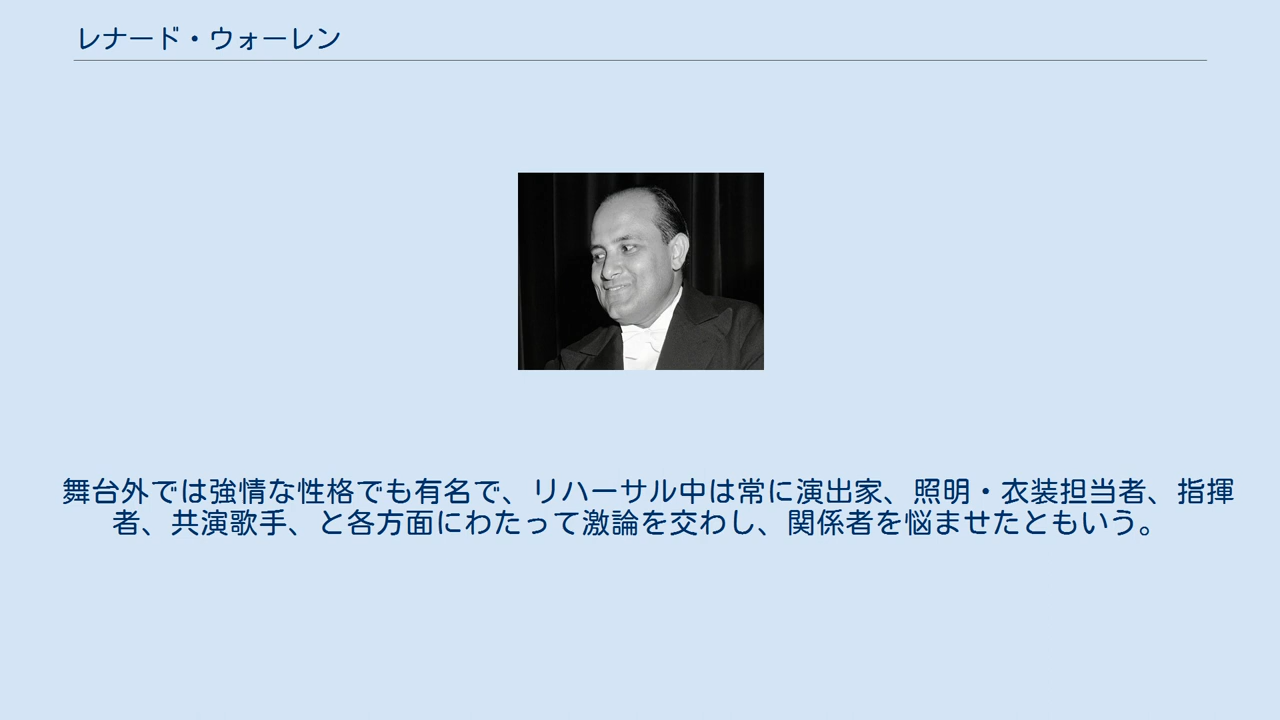 レナード・ウォーレン
舞台外では強情な性格でも有名で、リハーサル中は常に演出家、照明・衣装担当者、指揮
者、共演歌手、と各方面にわたって激論を交わし、関係者を悩ませたともいう。